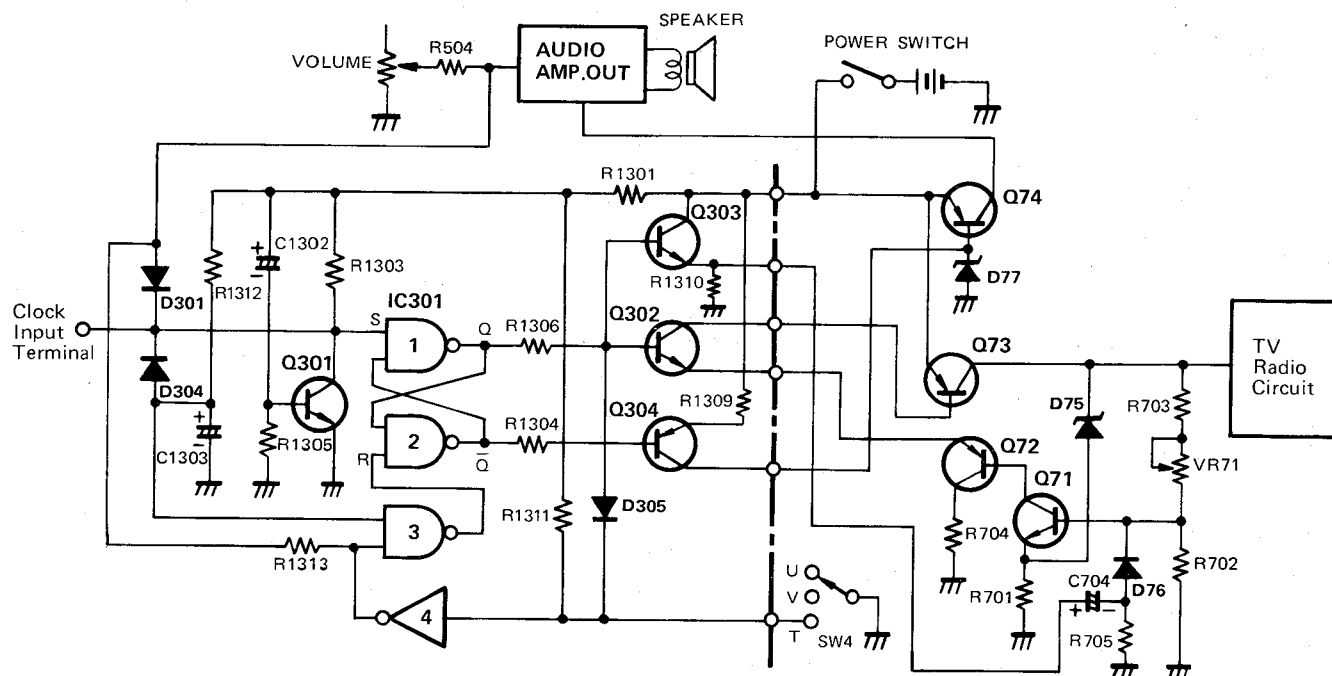 SPEAKER
POWER SWITCH
VOLUME
R504
AUDIO
AMP.OUT
R1301
Q303
Q74
C1302
+
-
R1303
R1312
R1310
D77
D301
IC301
Clock
Input
Terminal
S
1
Q
R1306
Q302
Q73
TV
Radio
Circuit
Q301
D304
+
-
C1303
R1305
2
R
Q̅
R1304
Q304
R1309
D75
R703
VR71
Q72
Q71
3
R1311
D305
R704
R1313
4
U
V
T
SW4
R701
C704
+
-
D76
R702
R705